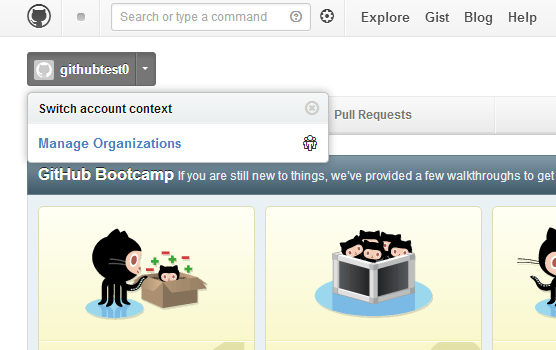 Search or type a command
Explore Gist Blog Help
githubtest0
Switch account context
Pull Requests
Manage Organizations
GitHub Bootcamp If you are still new to things, we've provided a few walkthroughs to get